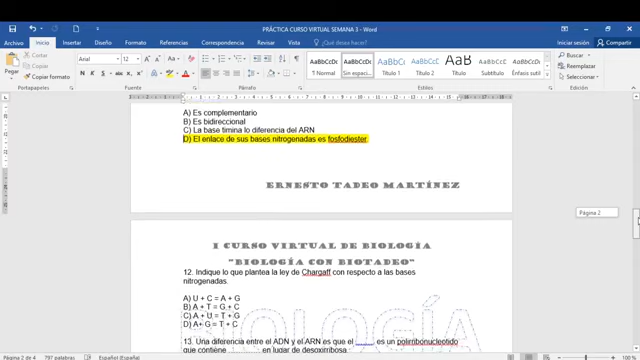 PRÁCTICA CURSO VIRTUAL SEMANA 3 - Word
Iniciar sesión
Archivo Inicio Insertar Diseño Formato Referencias Correspondencia Revisar Vista ¿Qué desea hacer? Compartir
Pegar
Cortar
Copiar
Copiar formato
Portapapeles
Arial 12
Fuente
Párrafo
AaBbCcDc AaBbCcDc AaBbCc AaBbCcD AaB AaBbCcD
1 Normal Sin espaci... Título 1 Título 2 Título Énfasis sutil
Estilos
Buscar
Reemplazar
Seleccionar
Edición
A) Es complementario
B) Es bidireccional
C) La base timina lo diferencia del ARN
D) El enlace de sus bases nitrogenadas es fosfodiester
ERNESTO TADEO MARTÍNEZ
Página 2
I CURSO VIRTUAL DE BIOLOGÍA
"BIOLOGÍA CON BIOTADEO"
12. Indique lo que plantea la ley de Chargaff con respecto a las bases
nitrogenadas
A) U + C = A + G
B) A + T = G + C
C) A + U = T + G
D) A+ G = T + C
BIOLOGÍA
13. Una diferencia entre el ADN y el ARN es que el ______ es un polirribonucleótido
que contiene ______ en lugar de desoxirribosa
Página 2 de 4 797 palabras Español (España) 100 %